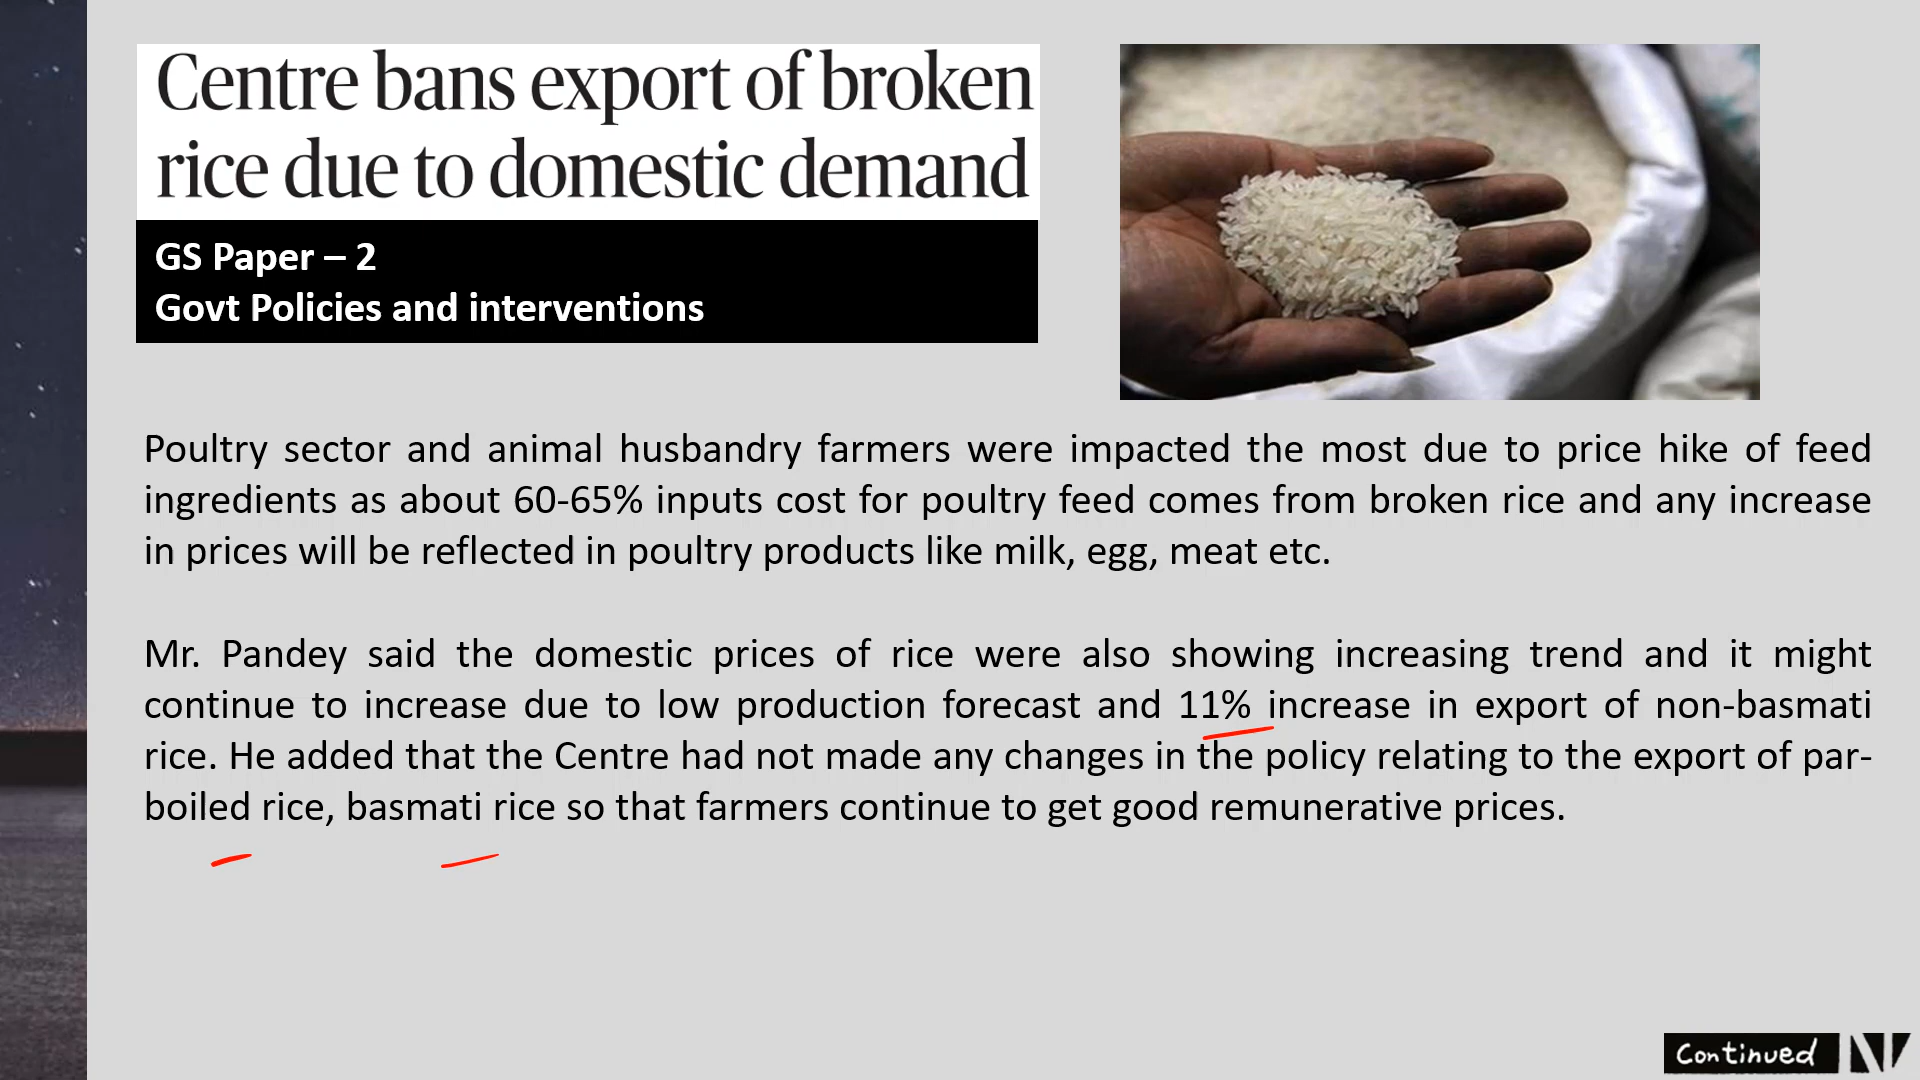 Centre bans export of broken
rice due to domestic demand
GS Paper – 2
Govt Policies and interventions
Poultry sector and animal husbandry farmers were impacted the most due to price hike of feed
ingredients as about 60-65% inputs cost for poultry feed comes from broken rice and any increase
in prices will be reflected in poultry products like milk, egg, meat etc.
Mr. Pandey said the domestic prices of rice were also showing increasing trend and it might
continue to increase due to low production forecast and 11% increase in export of non-basmati
rice. He added that the Centre had not made any changes in the policy relating to the export of par-
boiled rice, basmati rice so that farmers continue to get good remunerative prices.
Continued